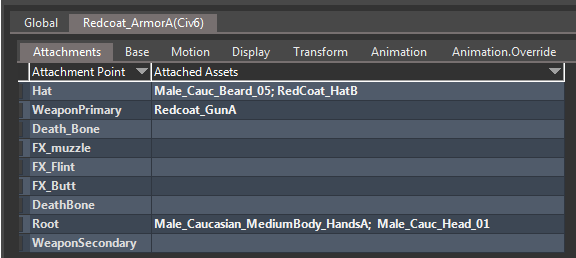 Global Redcoat_ArmorA(Civ6)
Attachments Base Motion Display Transform Animation Animation.Override
Attachment Point Attached Assets
Hat Male_Cauc_Beard_05; RedCoat_HatB
WeaponPrimary Redcoat_GunA
Death_Bone
FX_muzzle
FX_Flint
FX_Butt
DeathBone
Root Male_Caucasian_MediumBody_HandsA; Male_Cauc_Head_01
WeaponSecondary